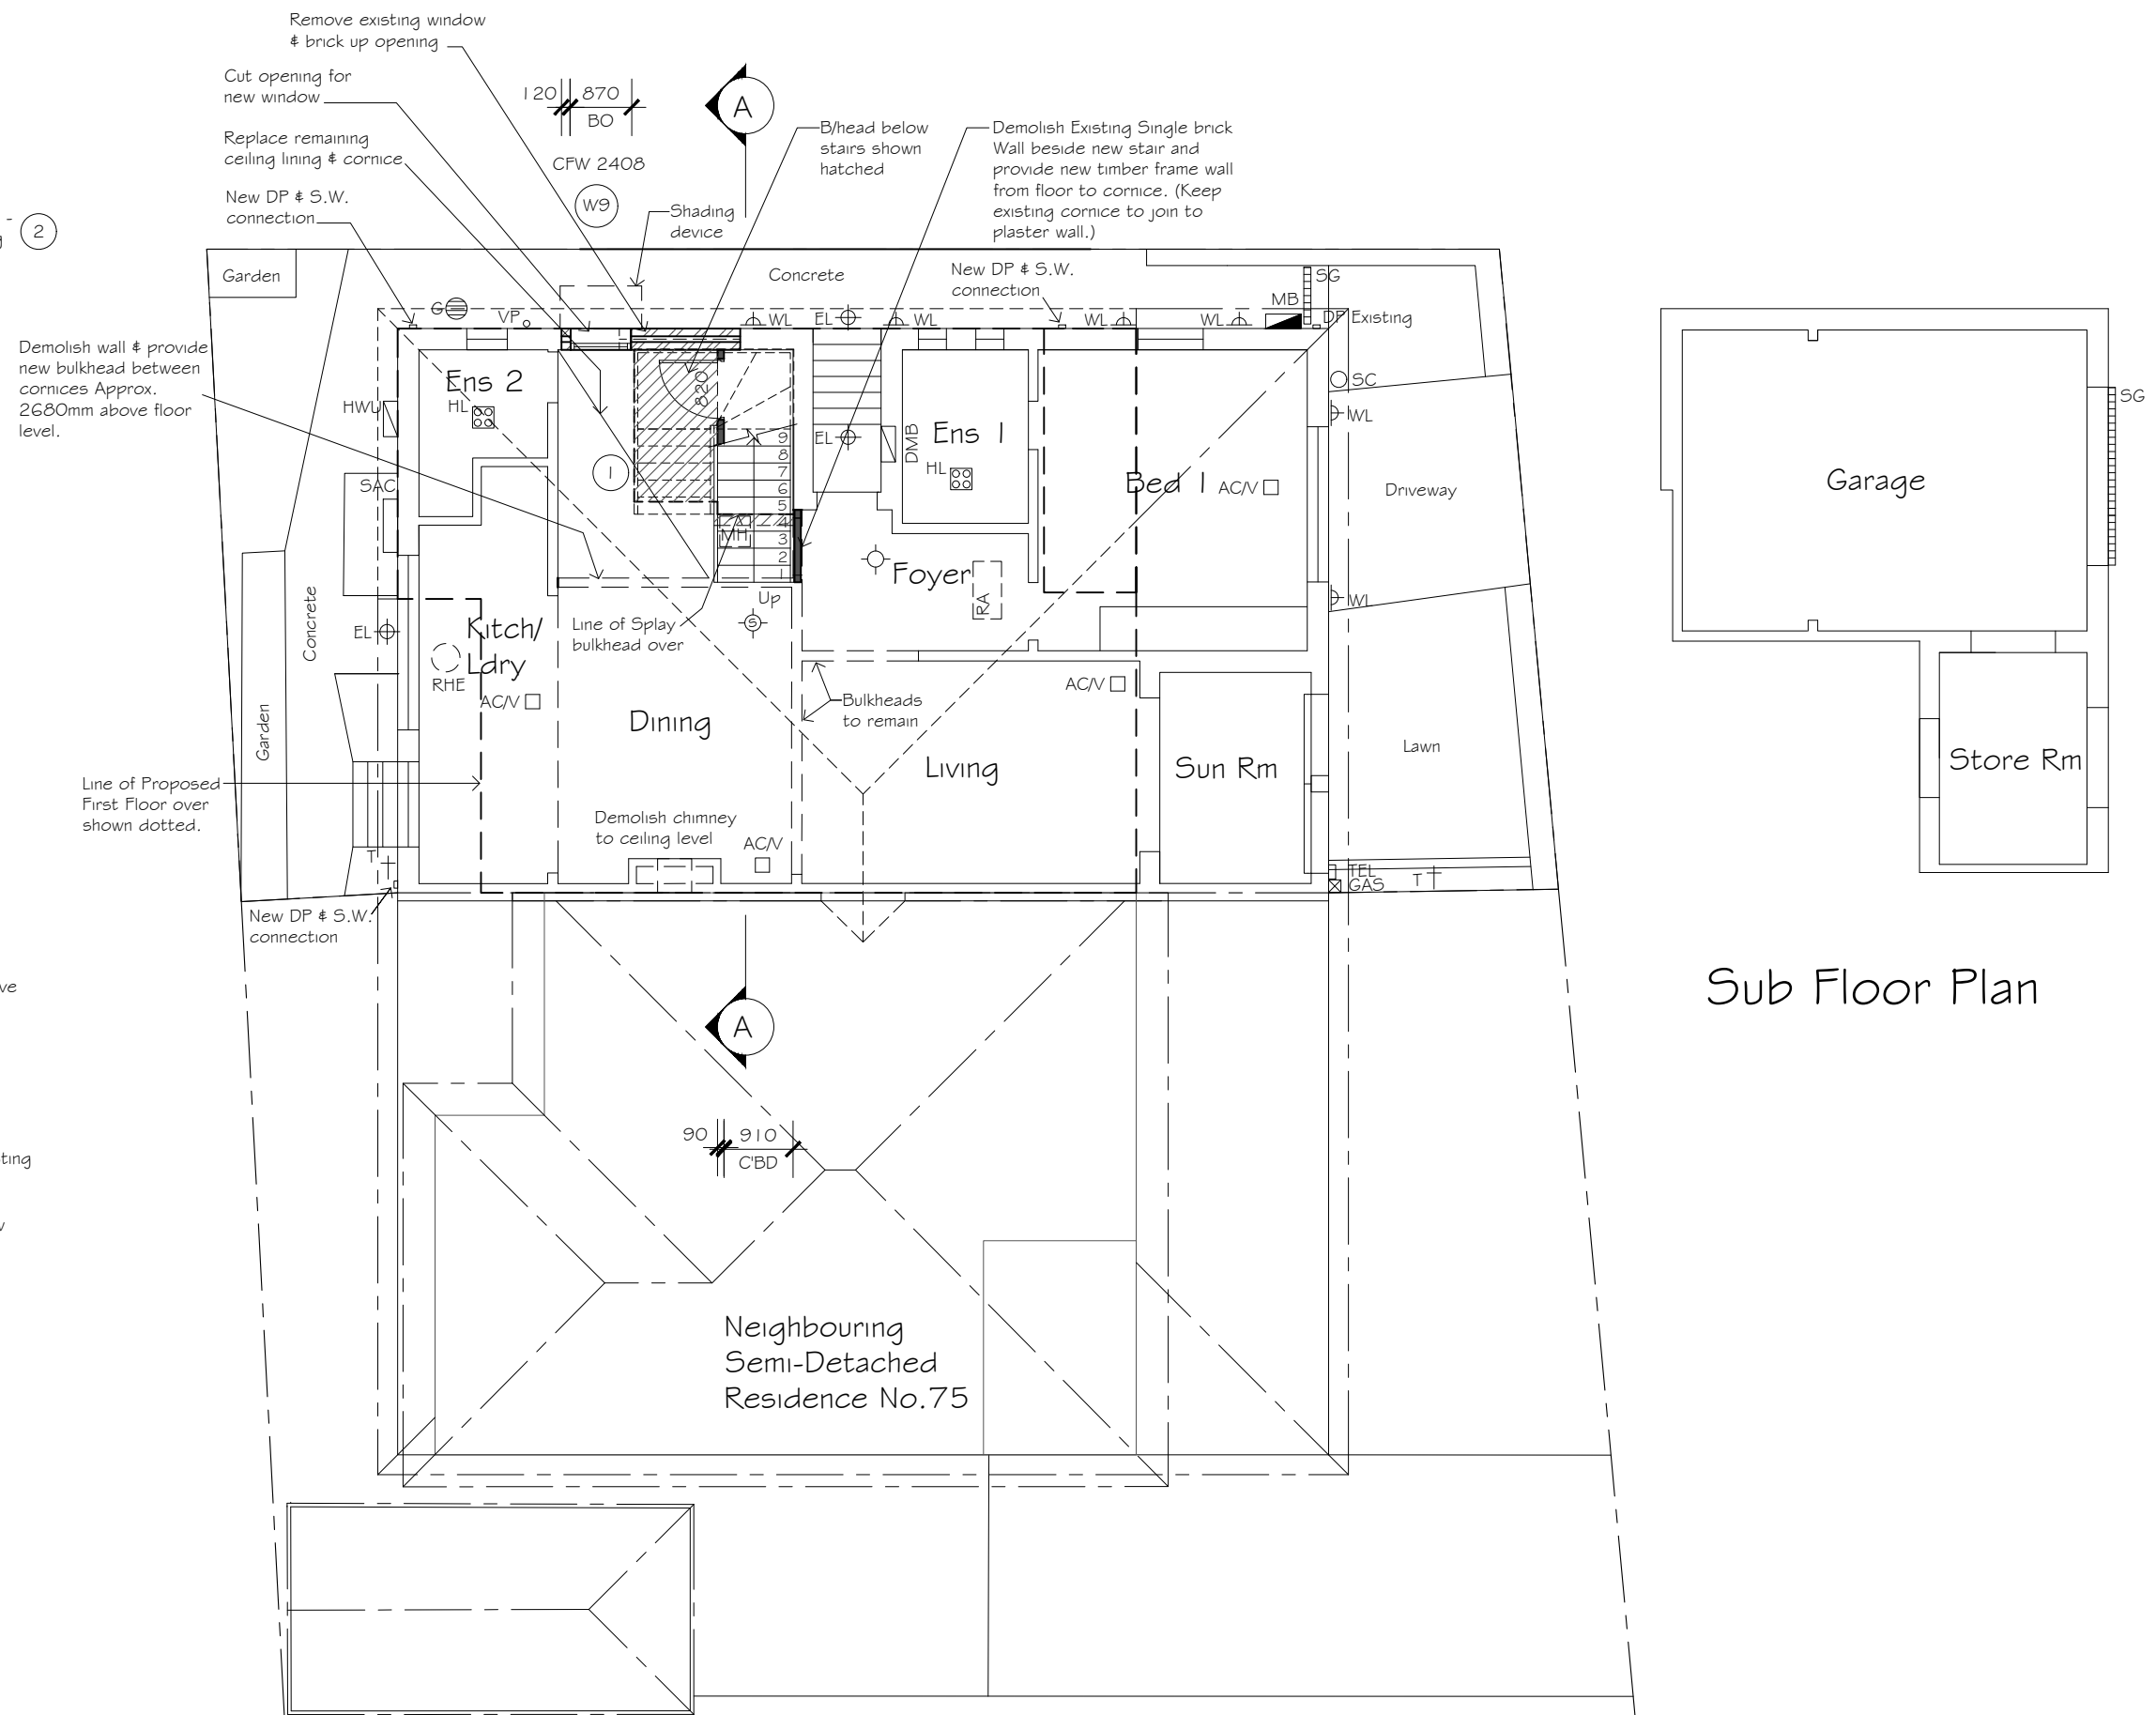 Remove existing window
& brick up opening
Cut opening for
new window
Replace remaining
ceiling lining & cornice
New DP & S.W.
connection
120
870
BO
CFW 2408
W9
A
Shading
device
B/head below
stairs shown
hatched
Demolish Existing Single brick
Wall beside new stair and
provide new timber frame wall
from floor to cornice. (Keep
existing cornice to join to
plaster wall.)
New DP & S.W.
connection
2
Garden
Concrete
SG
MB
DP Existing
G
VP
WL
EL
WL
WL
WL
Demolish wall & provide
new bulkhead between
cornices Approx.
2680mm above floor
level.
Ens 2
HL
HWU
820
EL
DMB
Ens 1
HL
Bed 1
AC/V
SC
WL
Driveway
SG
Garage
SAC
1
9
8
7
6
5
4
3
2
1
MH
Up
S
Foyer
RA
WL
Concrete
EL
Kitch/
Ldry
RHE
AC/V
Line of Splay
bulkhead over
Dining
Bulkheads
to remain
AC/V
Living
Sun Rm
Lawn
Store Rm
Garden
Line of Proposed
First Floor over
shown dotted.
Demolish chimney
to ceiling level
AC/V
T
TEL
GAS
T
New DP & S.W.
connection
ve
Sub Floor Plan
A
90
910
C'BD
ting
Neighbouring
Semi-Detached
Residence No.75